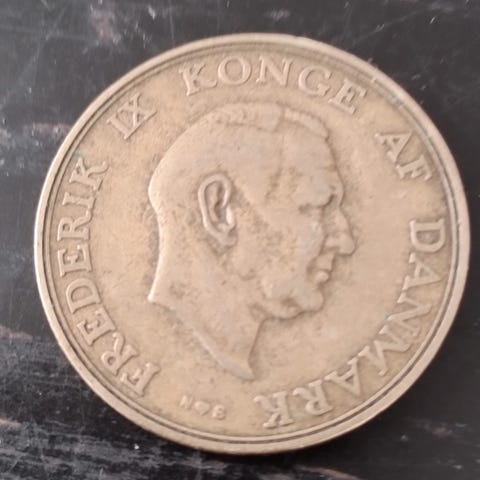 FREDERIK IX KONGE AF DANMARK
N♥S